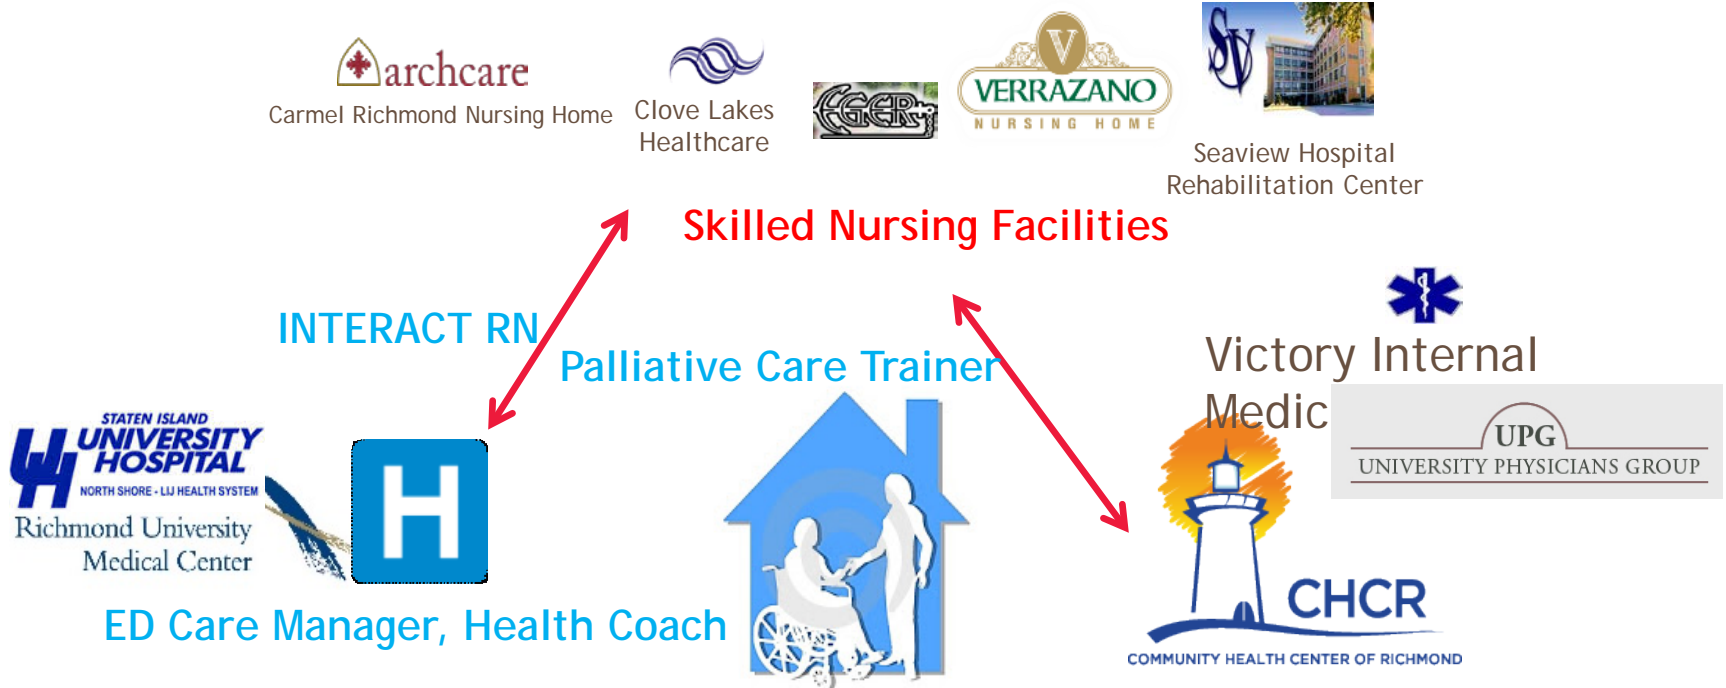 archcare
Carmel Richmond Nursing Home
Clove Lakes
Healthcare
EGER
V
VERRAZANO
NURSING HOME
SV
Seaview Hospital
Rehabilitation Center
Skilled Nursing Facilities
INTERACT RN
Palliative Care Trainer
Victory Internal
Medic
UPG
UNIVERSITY PHYSICIANS GROUP
STATEN ISLAND
UNIVERSITY
HOSPITAL
NORTH SHORE - LIJ HEALTH SYSTEM
Richmond University
Medical Center
H
ED Care Manager, Health Coach
CHCR
COMMUNITY HEALTH CENTER OF RICHMOND